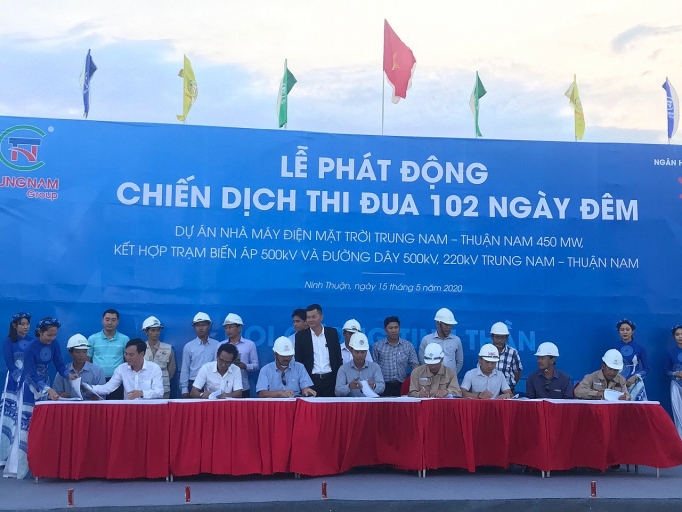 UNGNAM
Group
NGÂN H
LỄ PHÁT ĐỘNG
CHIẾN DỊCH THI ĐUA 102 NGÀY ĐÊM
DỰ ÁN NHÀ MÁY ĐIỆN MẶT TRỜI TRUNG NAM – THUẬN NAM 450 MW,
KẾT HỢP TRẠM BIẾN ÁP 500kV VÀ ĐƯỜNG DÂY 500kV, 220kV TRUNG NAM – THUẬN NAM
Ninh Thuận, ngày 15 tháng 5 năm 2020